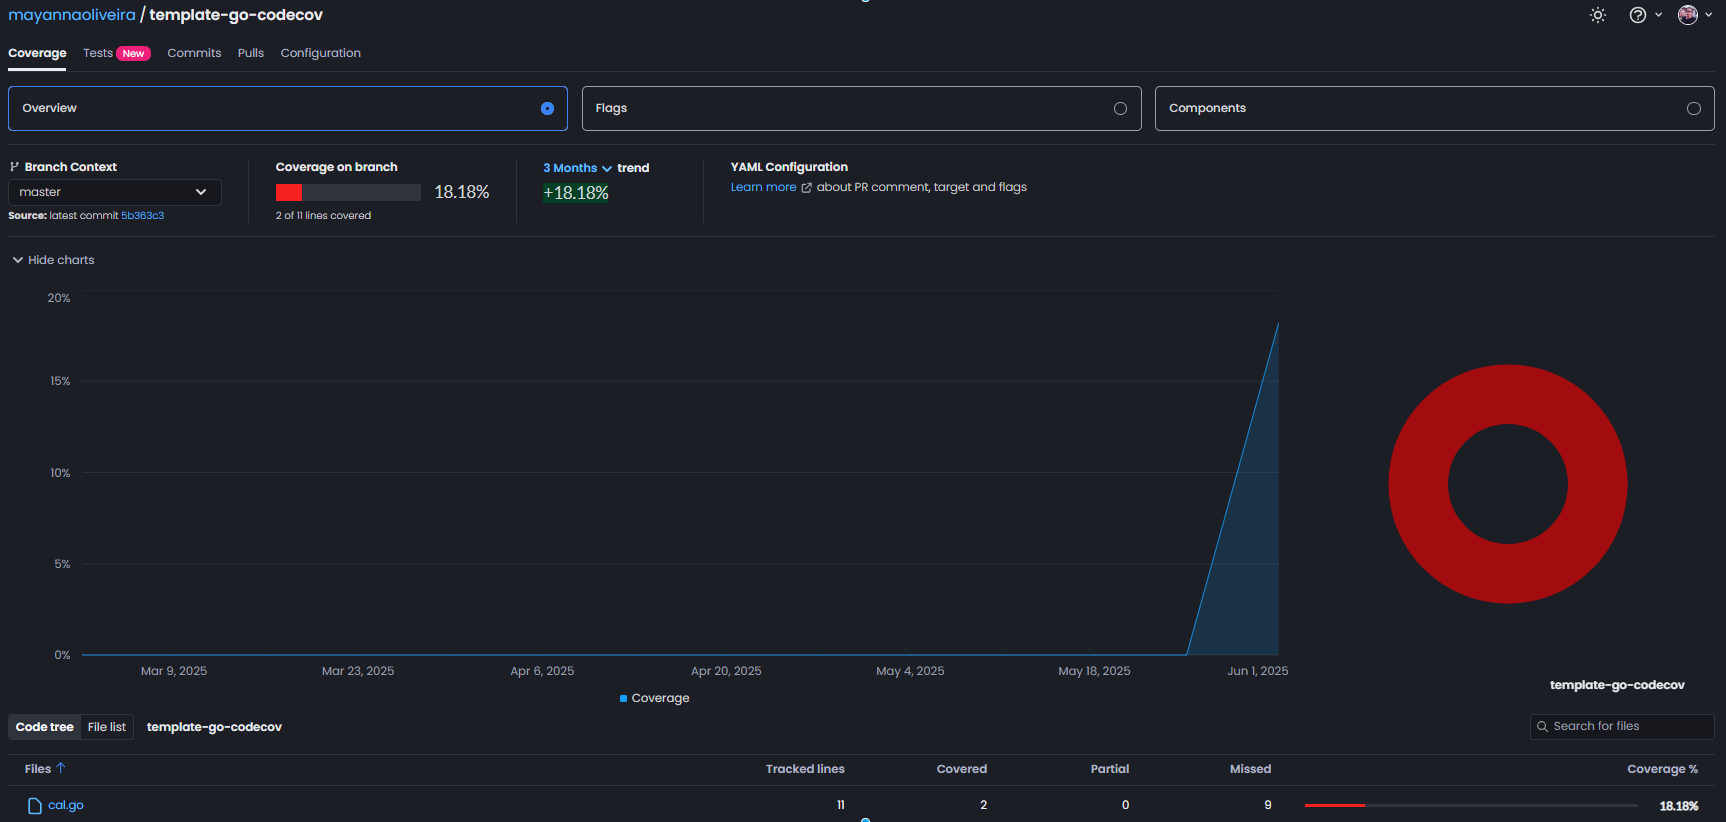 mayannaoliveira / template-go-codecov
Coverage Tests New Commits Pulls Configuration
Overview Flags Components
Branch Context
master
Source: latest commit 5b363c3
Coverage on branch
18.18%
2 of 11 lines covered
3 Months trend
+18.18%
YAML Configuration
Learn more about PR comment, target and flags
Hide charts
20%
15%
10%
5%
0%
Mar 9, 2025 Mar 23, 2025 Apr 6, 2025 Apr 20, 2025 May 4, 2025 May 18, 2025 Jun 1, 2025
Coverage
template-go-codecov
Code tree File list template-go-codecov Search for files
Files Tracked lines Covered Partial Missed Coverage %
cal.go 11 2 0 9 18.18%